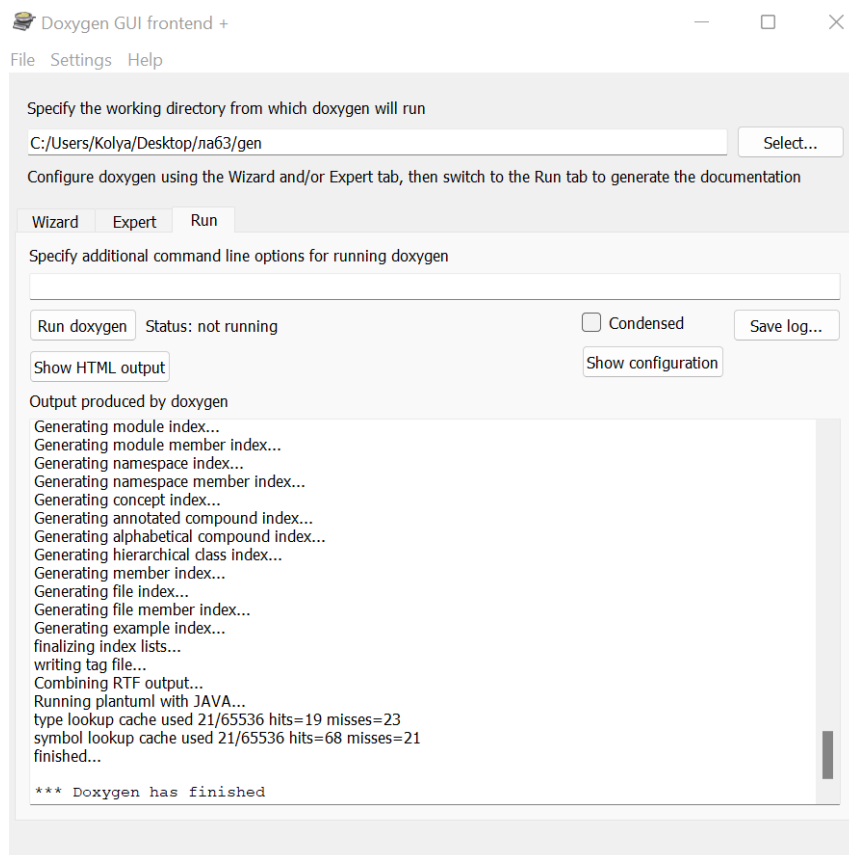 Doxygen GUI frontend +
File Settings Help
Specify the working directory from which doxygen will run
C:/Users/Kolya/Desktop/лаб3/gen
Select...
Configure doxygen using the Wizard and/or Expert tab, then switch to the Run tab to generate the documentation
Wizard Expert Run
Specify additional command line options for running doxygen
Run doxygen Status: not running Condensed Save log...
Show HTML output Show configuration
Output produced by doxygen
Generating module index...
Generating module member index...
Generating namespace index...
Generating namespace member index...
Generating concept index...
Generating annotated compound index...
Generating alphabetical compound index...
Generating hierarchical class index...
Generating member index...
Generating file index...
Generating file member index...
Generating example index...
finalizing index lists...
writing tag file...
Combining RTF output...
Running plantuml with JAVA...
type lookup cache used 21/65536 hits=19 misses=23
symbol lookup cache used 21/65536 hits=68 misses=21
finished...
*** Doxygen has finished